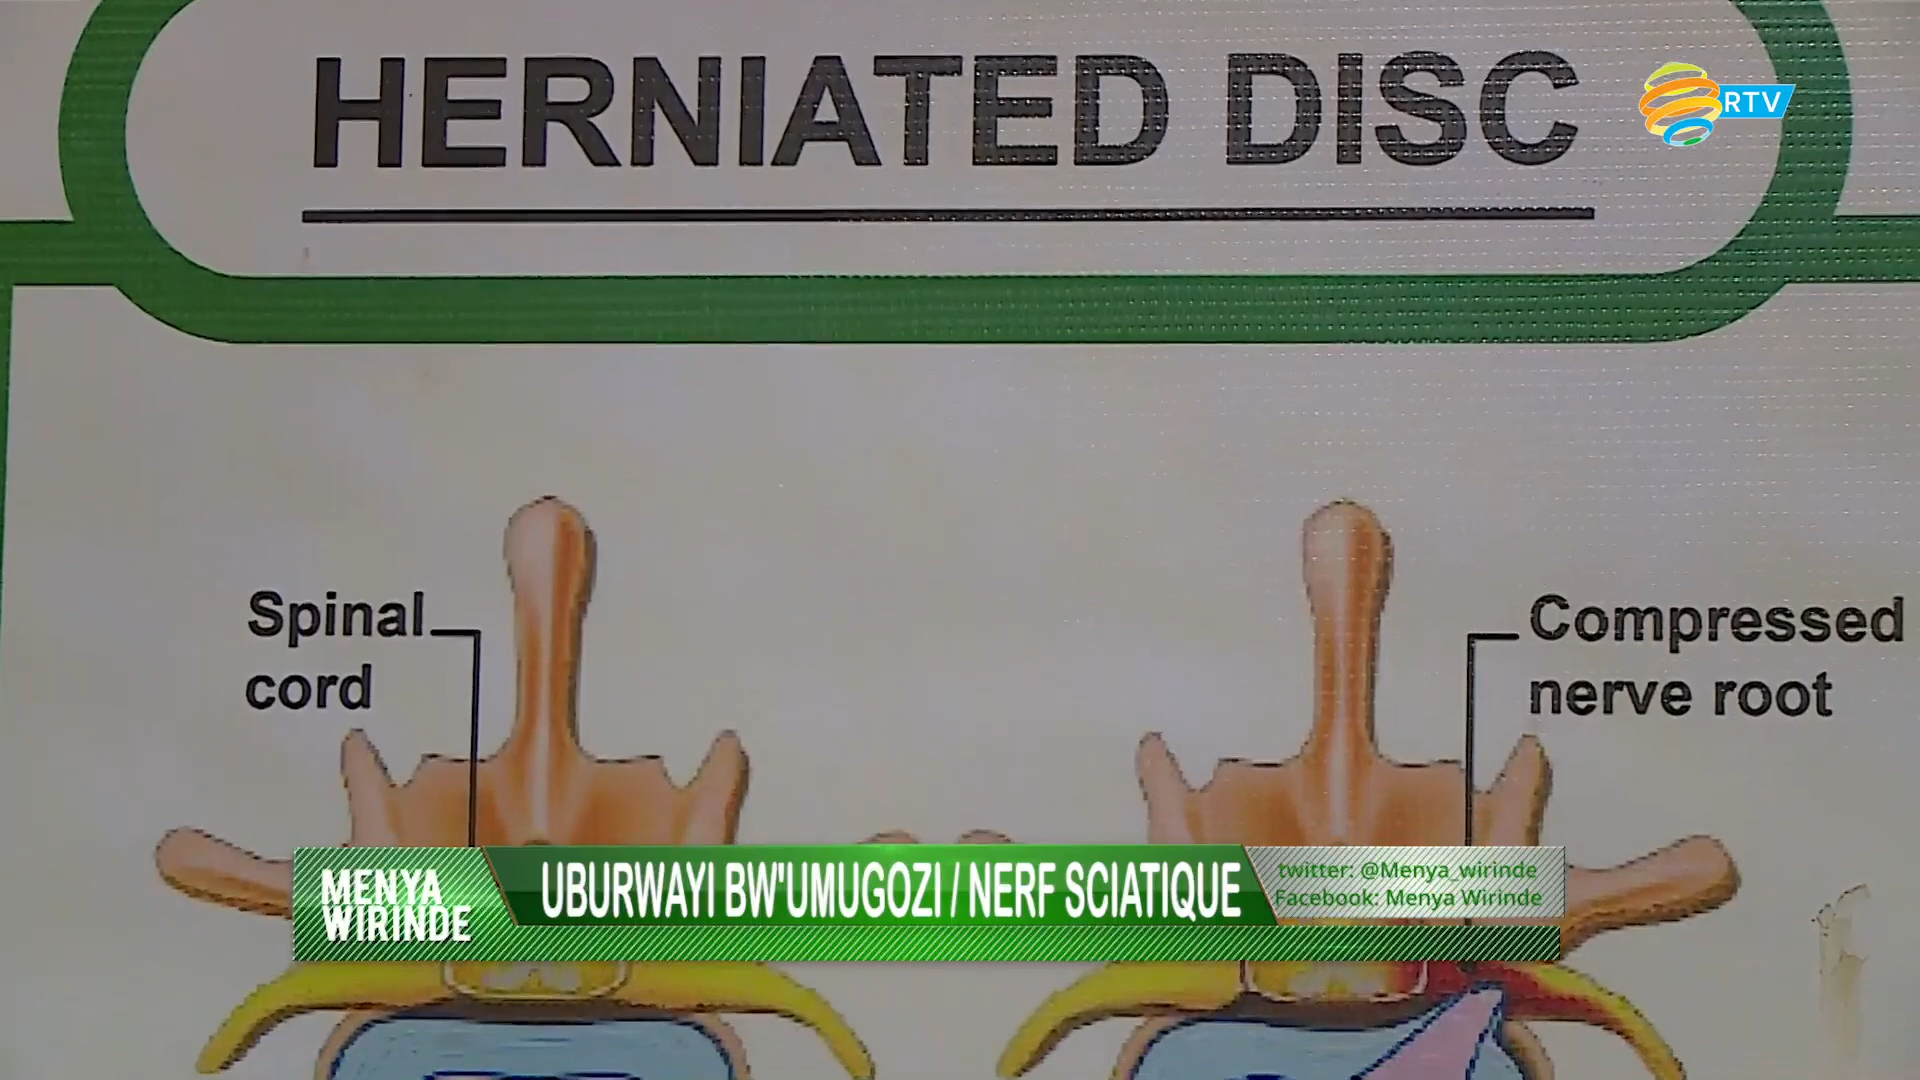 HERNIATED DISC
RTV
Spinal
cord
Compressed
nerve root
MENYA
WIRINDE
UBURWAYI BW"UMUGOZI / NERF SCIATIQUE
twitter: @Menya_wirinde
Facebook: Menya Wirinde